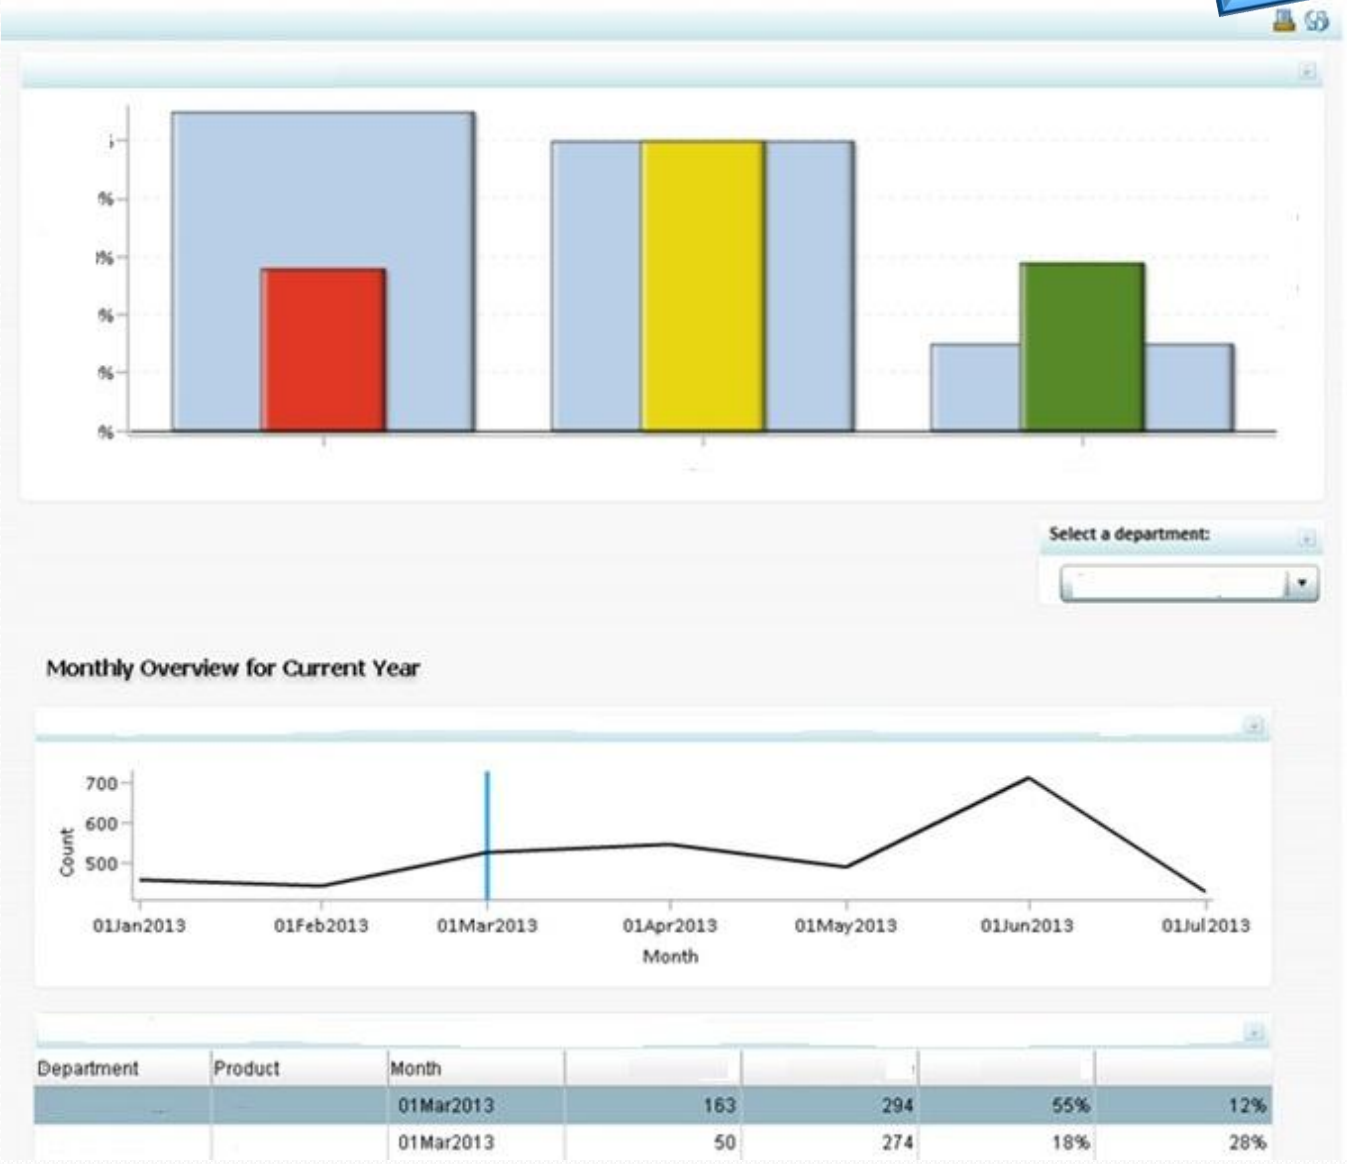 %
%
%
%
%
Select a department:
Monthly Overview for Current Year
700
600
500
Count
01Jan2013 01Feb2013 01Mar2013 01Apr2013 01May2013 01Jun2013 01Jul2013
Month
Department Product Month
01Mar2013 163 294 55% 12%
01Mar2013 50 274 18% 28%